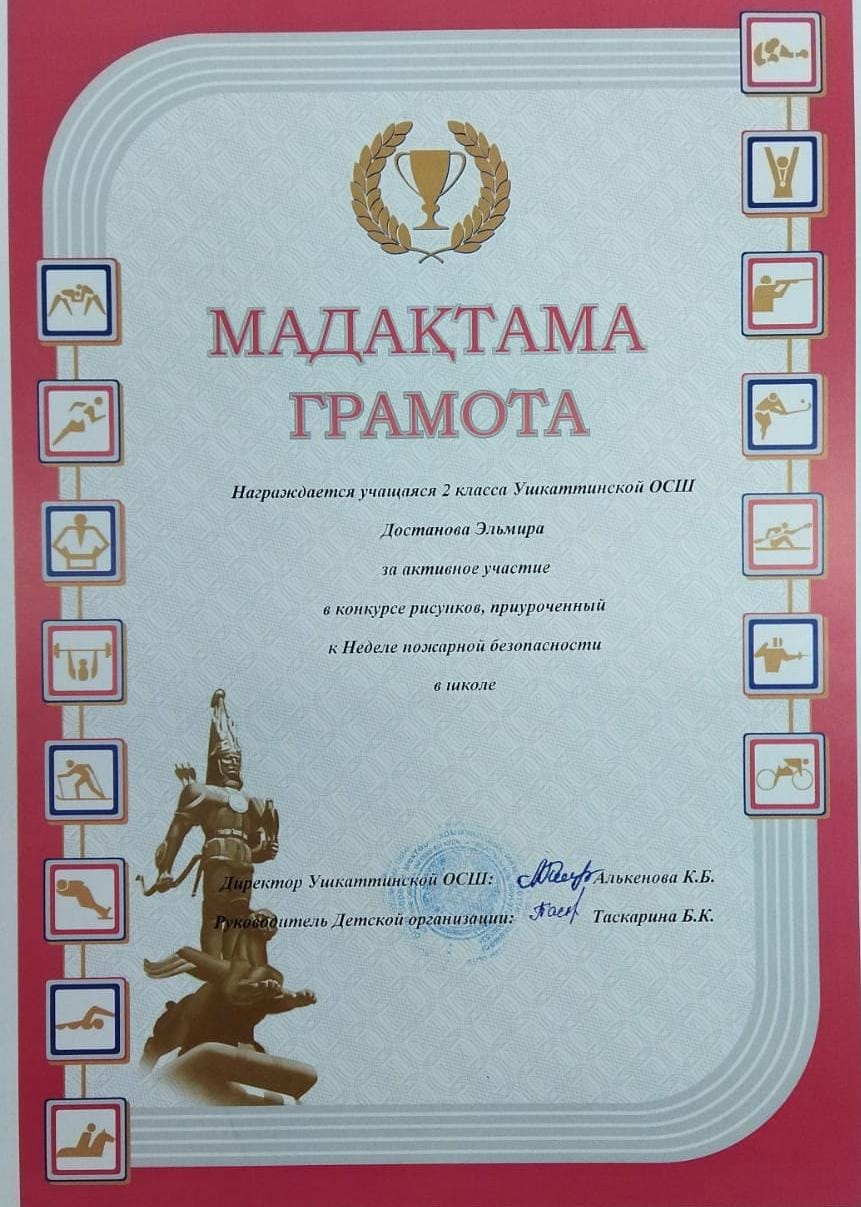 МАДАҚТАМА
ГРАМОТА
Награждается учащаяся 2 класса Ушкаттинской ОСШ
Достанова Эльмира
за активное участие
в конкурсе рисунков, приуроченный
к Неделе пожарной безопасности
в школе
Директор Ушкаттинской ОСШ: Алькенова К.Б.
Руководитель Детской организации: Таскарина Б.К.